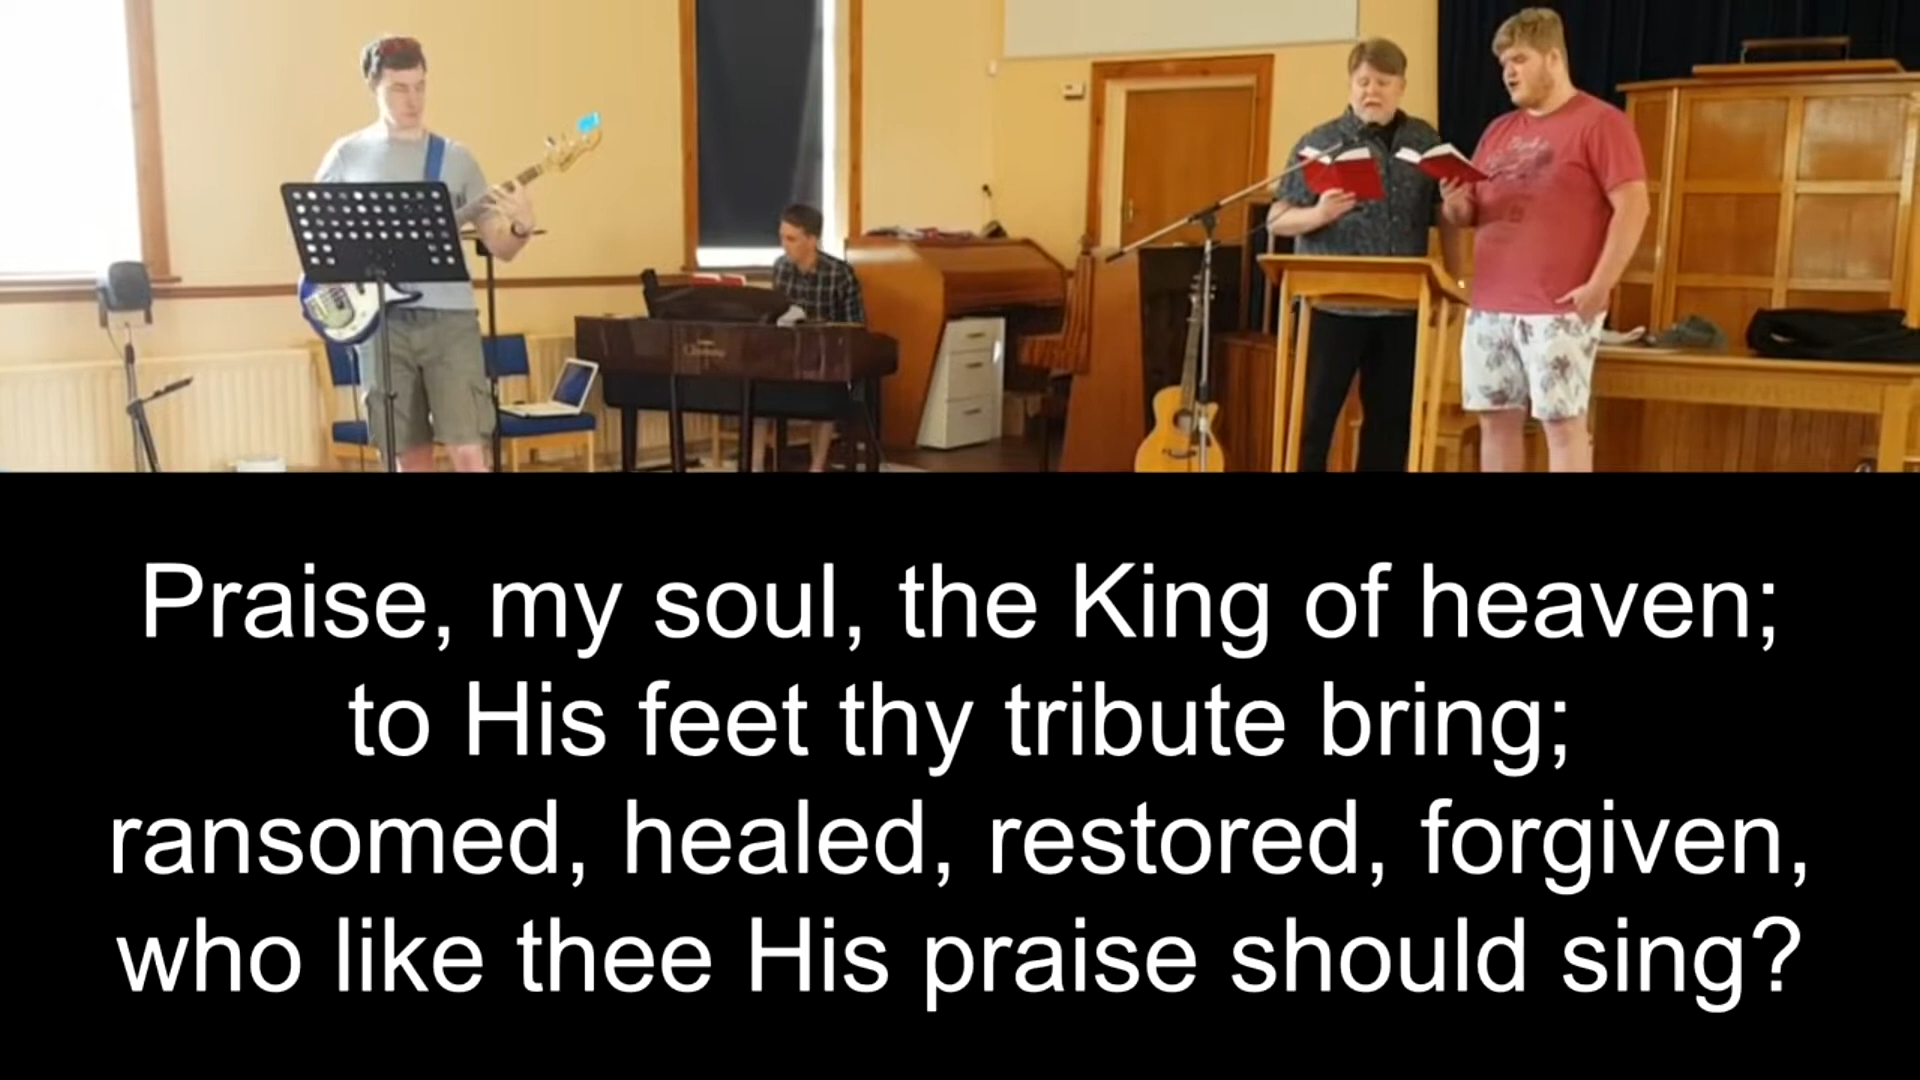 Praise, my soul, the King of heaven;
to His feet thy tribute bring;
ransomed, healed, restored, forgiven,
who like thee His praise should sing?